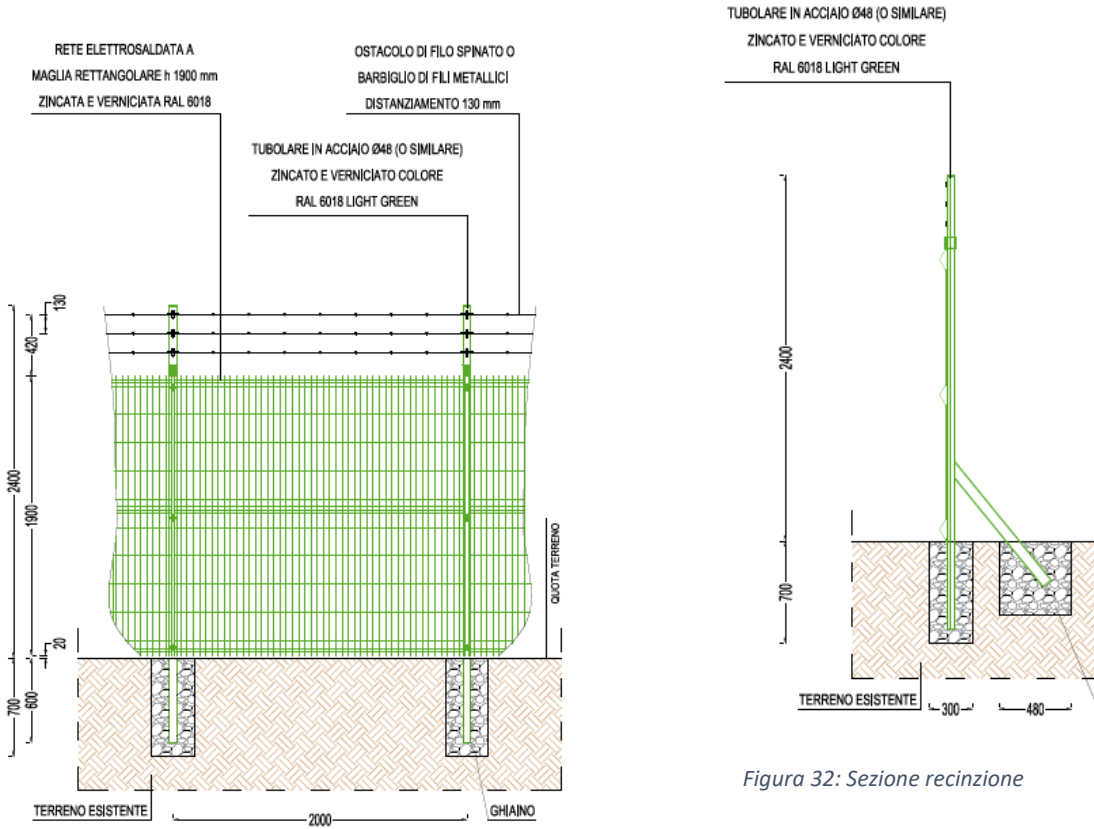 RETE ELETTROSALDATA A
MAGLIA RETTANGOLARE h 1900 mm
ZINCATA E VERNICIATA RAL 6018
OSTACOLO DI FILO SPINATO O
BARBIGLIO DI FILI METALLICI
DISTANZIAMENTO 130 mm
TUBOLARE IN ACCIAIO Ø48 (O SIMILARE)
ZINCATO E VERNICIATO COLORE
RAL 6018 LIGHT GREEN
130
420
2400
1900
20
700
600
QUOTA TERRENO
TERRENO ESISTENTE
2000
GHIAINO
TUBOLARE IN ACCIAIO Ø48 (O SIMILARE)
ZINCATO E VERNICIATO COLORE
RAL 6018 LIGHT GREEN
2400
700
TERRENO ESISTENTE
300
480
Figura 32: Sezione recinzione